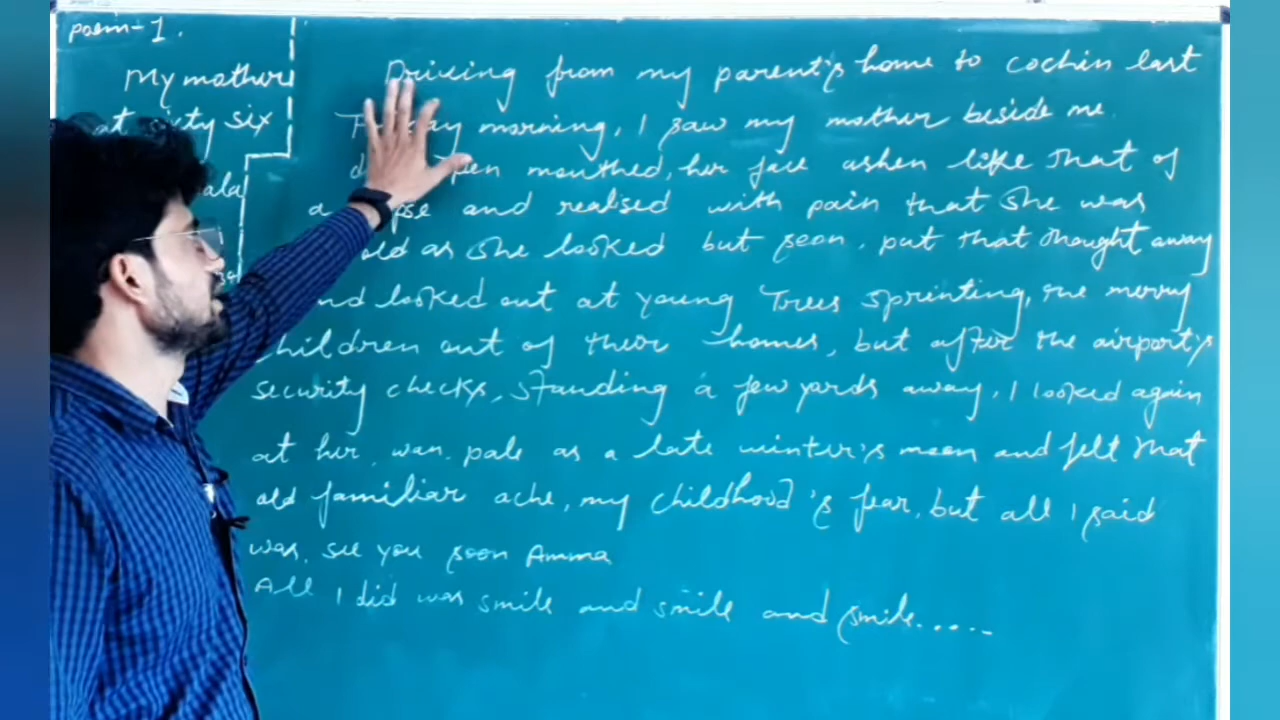 poem-1.
My mother
at sixty six
Driving from my parent's home to cochin last
morning, I saw my mother beside me.
open mouthed, her face ashen like that of
a and realsed with pain that she was
old as she looked but soon, put that thought away
and looked out at young Trees sprinting, the merry
children out of their homes, but after the airport's
security checks, standing a few yards away, I looked again
at her, wan, pale as a late winter's moon and felt that
old familiar ache, my childhood's fear, but all I said
was, see you soon Amma
All I did was smile and smile and smile.....